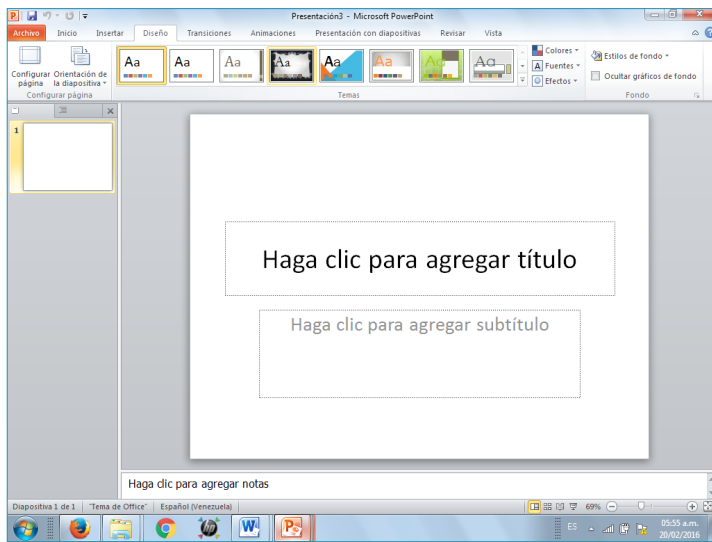 Presentación3 - Microsoft PowerPoint
Archivo Inicio Insertar Diseño Transiciones Animaciones Presentación con diapositivas Revisar Vista
Configurar página
Orientación de la diapositiva
Configurar página
Aa Aa Aa Aa Aa Aa Ag Aa
Temas
Colores
Fuentes
Efectos
Estilos de fondo
Ocultar gráficos de fondo
Fondo
1
Haga clic para agregar título
Haga clic para agregar subtítulo
Haga clic para agregar notas
Diapositiva 1 de 1 "Tema de Office" Español (Venezuela) 69%
ES 05:55 a.m.
20/02/2016